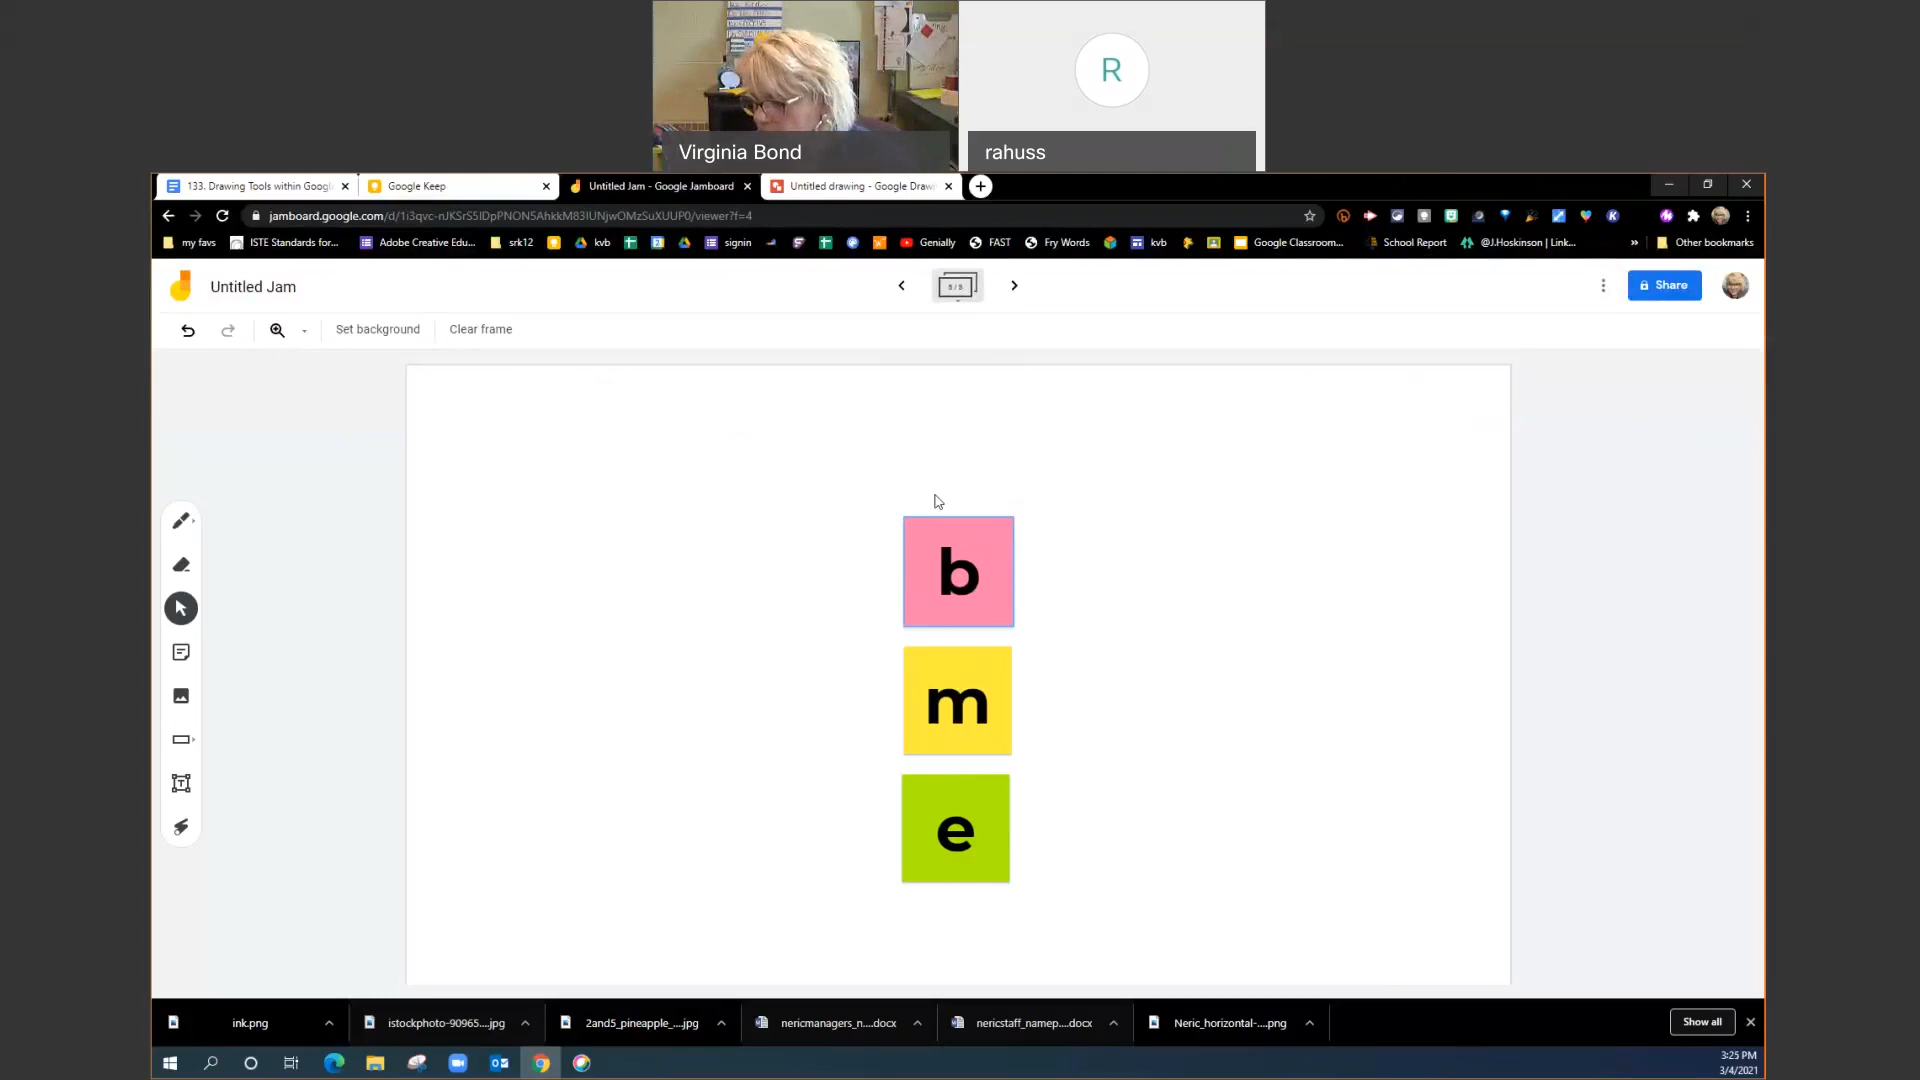 R
Virginia Bond
rahuss
133. Drawing Tools within Googl
Google Keep
Untitled Jam - Google Jamboard
Untitled drawing - Google Draw
jamboard.google.com/d/1i3qvc-nJKSrS5IDpPNON5AhkkM83IUNjwOMzSuXUUP0/viewer?f=4
my favs
ISTE Standards for...
Adobe Creative Edu...
srk12
kvb
signin
Genially
FAST
Fry Words
kvb
Google Classroom...
School Report
@J.Hoskinson | Link...
»
Other bookmarks
Untitled Jam
5 / 5
Share
Set background
Clear frame
b
m
e
ink.png
istockphoto-90965....jpg
2and5_pineapple_....jpg
nericmanagers_n....docx
nericstaff_namep....docx
Neric_horizontal-....png
Show all
3:25 PM
3/4/2021